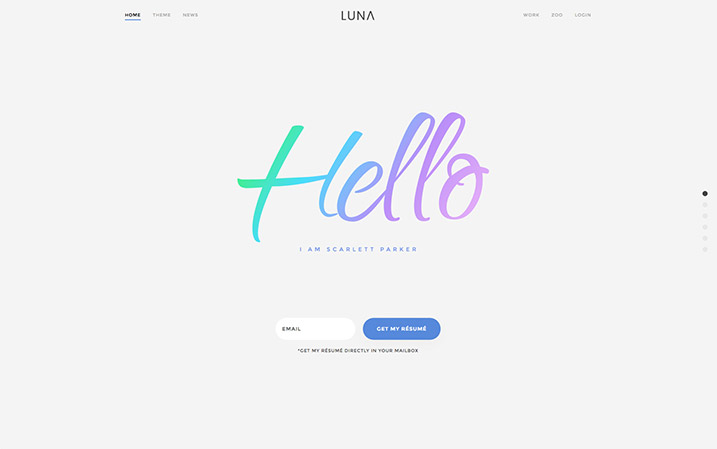 HOME THEME NEWS LUNA WORK ZOO LOGIN
Hello
I AM SCARLETT PARKER
EMAIL GET MY RÉSUMÉ
*GET MY RÉSUMÉ DIRECTLY IN YOUR MAILBOX